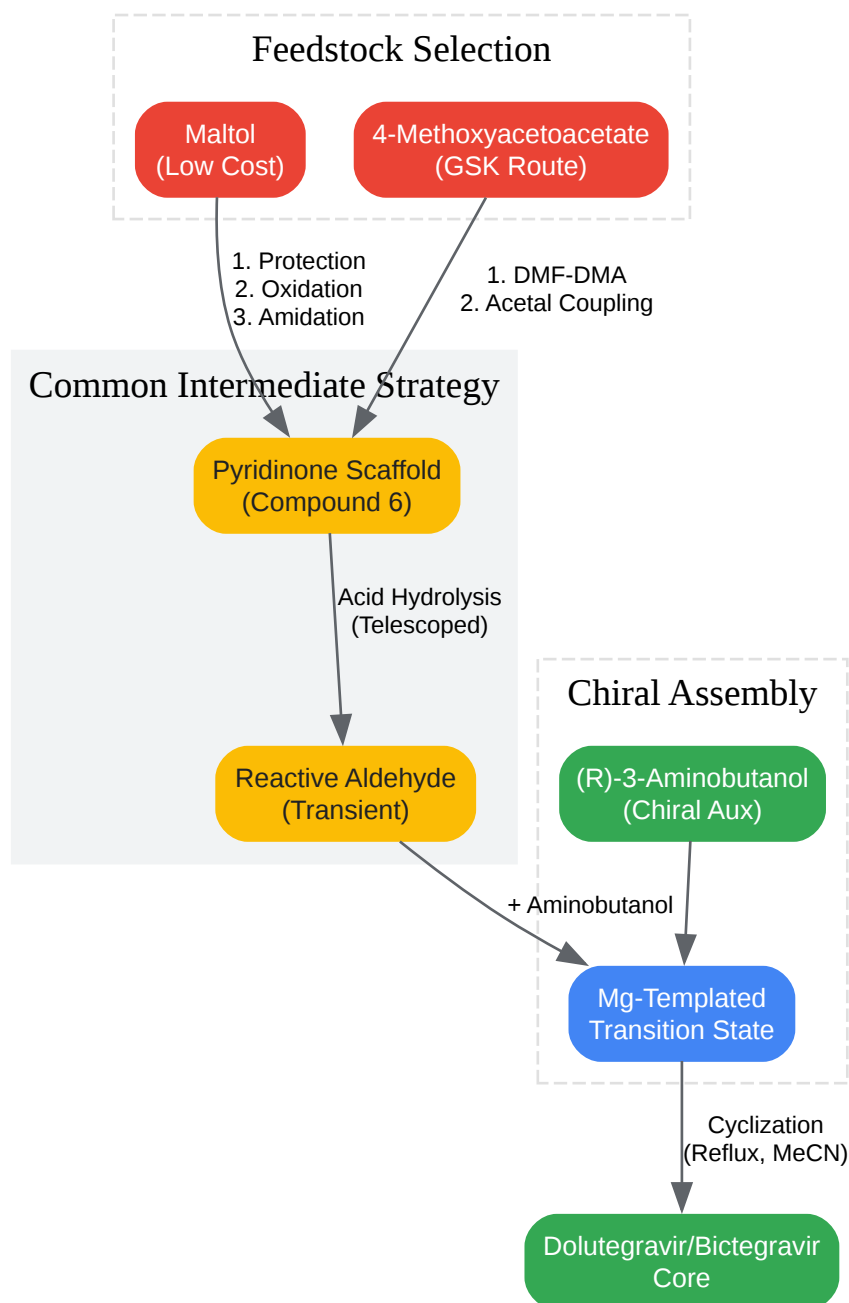 Feedstock Selection
Maltol
(Low Cost)
4-Methoxyacetoacetate
(GSK Route)
1. Protection
2. Oxidation
3. Amidation
1. DMF-DMA
2. Acetal Coupling
Common Intermediate Strategy
Pyridinone Scaffold
(Compound 6)
Acid Hydrolysis
(Telescoped)
Reactive Aldehyde
(Transient)
Chiral Assembly
(R)-3-Aminobutanol
(Chiral Aux)
+ Aminobutanol
Mg-Templated
Transition State
Cyclization
(Reflux, MeCN)
Dolutegravir/Bictegravir
Core